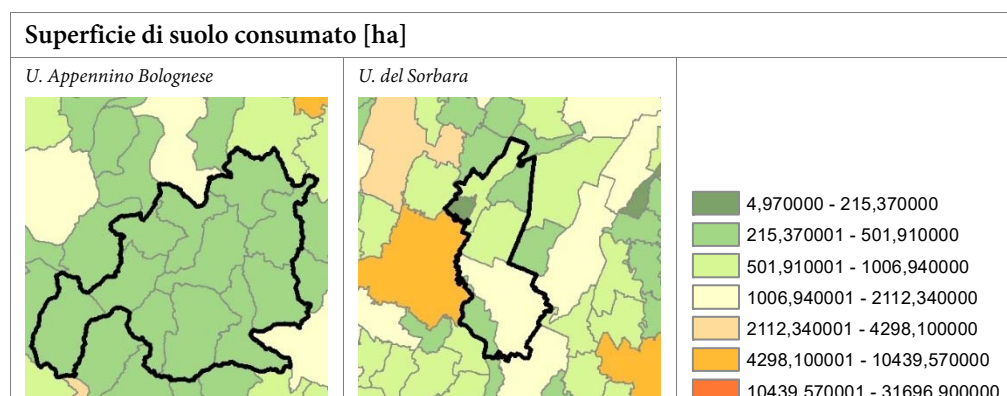 Superficie di suolo consumato [ha]
U. Appennino Bolognese
U. del Sorbara
4,970000 - 215,370000
215,370001 - 501,910000
501,910001 - 1006,940000
1006,940001 - 2112,340000
2112,340001 - 4298,100000
4298,100001 - 10439,570000
10439,570001 - 31696,900000